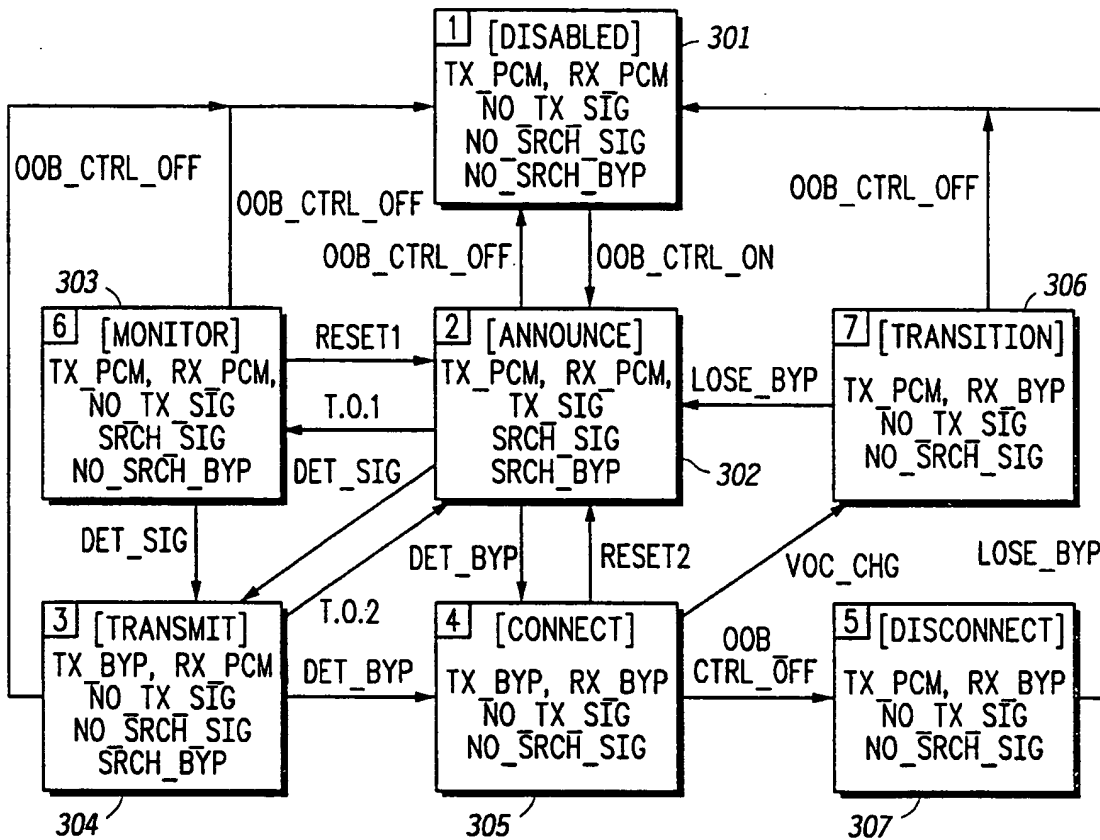 1 [DISABLED]
TX_PCM, RX_PCM
NO_TX_SIG
NO_SRCH_SIG
NO_SRCH_BYP
301
OOB_CTRL_OFF
OOB_CTRL_OFF
OOB_CTRL_OFF
OOB_CTRL_ON
OOB_CTRL_OFF
303
6 [MONITOR]
TX_PCM, RX_PCM,
NO_TX_SIG
SRCH_SIG
NO_SRCH_BYP
RESET1
T.O.1
2 [ANNOUNCE]
TX_PCM, RX_PCM,
TX_SIG
SRCH_SIG
SRCH_BYP
302
LOSE_BYP
306
7 [TRANSITION]
TX_PCM, RX_BYP
NO_TX_SIG
NO_SRCH_SIG
DET_SIG
DET_SIG
T.O.2
DET_BYP
RESET2
VOC_CHG
LOSE_BYP
3 [TRANSMIT]
TX_BYP, RX_PCM
NO_TX_SIG
NO_SRCH_SIG
SRCH_BYP
304
DET_BYP
4 [CONNECT]
TX_BYP, RX_BYP
NO_TX_SIG
NO_SRCH_SIG
305
OOB_
CTRL_OFF
5 [DISCONNECT]
TX_PCM, RX_BYP
NO_TX_SIG
NO_SRCH_SIG
307